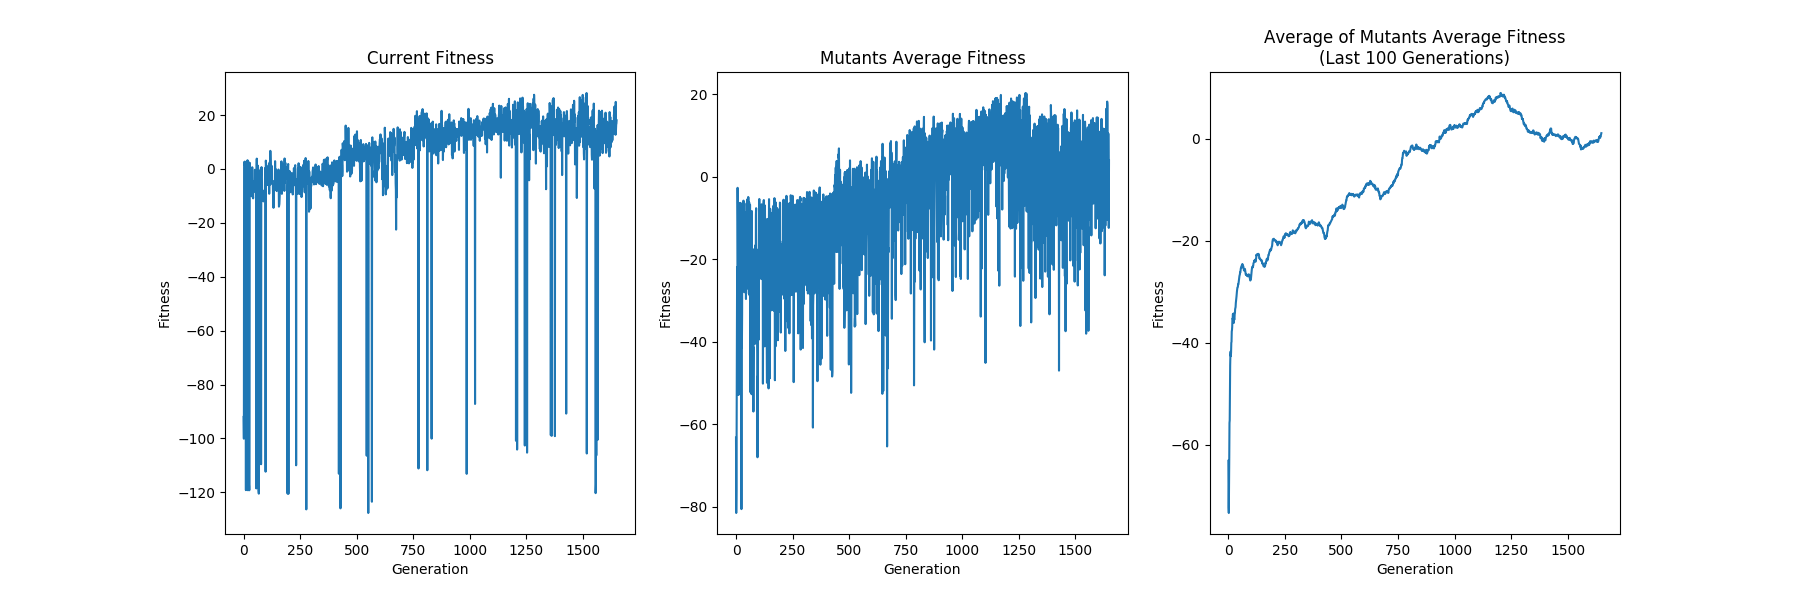 Current Fitness
20
0
−20
−40
−60
−80
−100
−120
Fitness
0 250 500 750 1000 1250 1500
Generation
Mutants Average Fitness
20
0
−20
−40
−60
−80
Fitness
0 250 500 750 1000 1250 1500
Generation
Average of Mutants Average Fitness
(Last 100 Generations)
0
−20
−40
−60
Fitness
0 250 500 750 1000 1250 1500
Generation